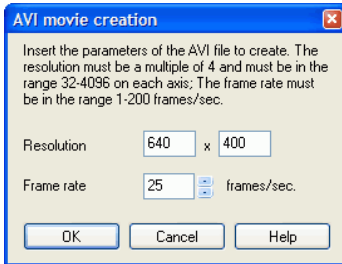 AVI movie creation
Insert the parameters of the AVI file to create. The
resolution must be a multiple of 4 and must be in the
range 32-4096 on each axis; The frame rate must
be in the range 1-200 frames/sec.
Resolution 640 x 400
Frame rate 25 frames/sec.
OK Cancel Help